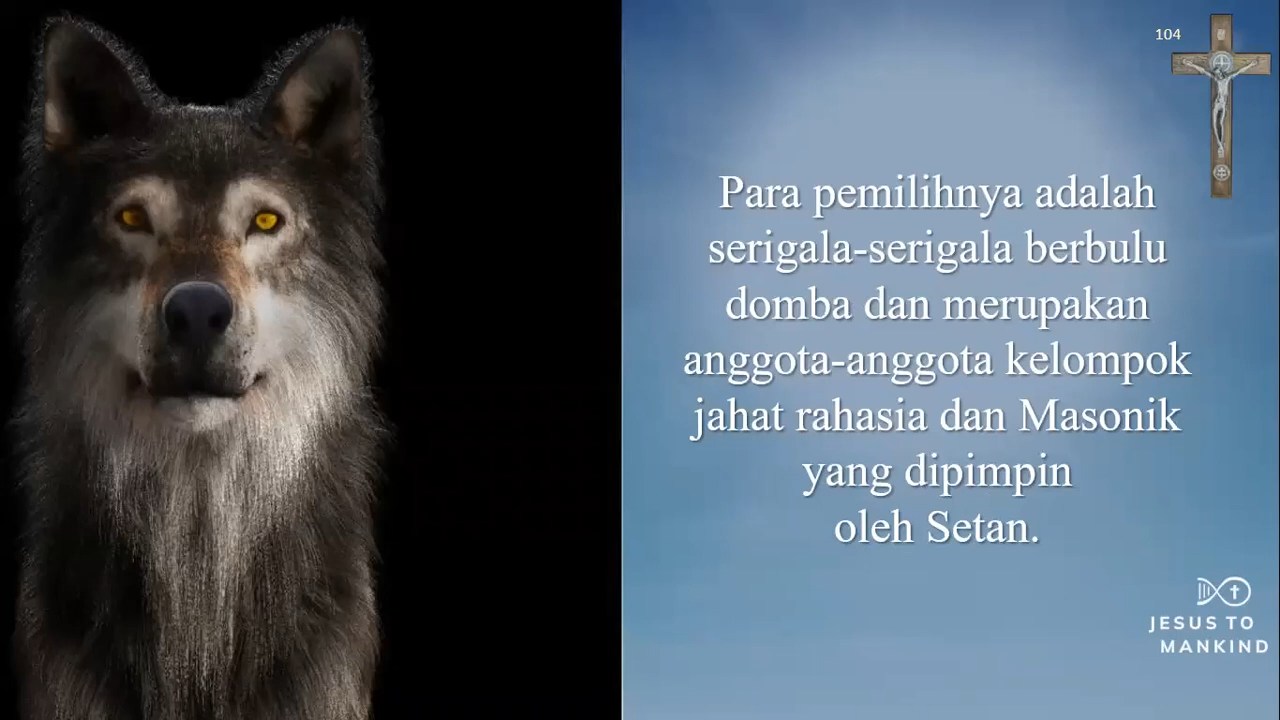 104
Para pemilihnya adalah
serigala-serigala berbulu
domba dan merupakan
anggota-anggota kelompok
jahat rahasia dan Masonik
yang dipimpin
oleh Setan.
JESUS TO
MANKIND